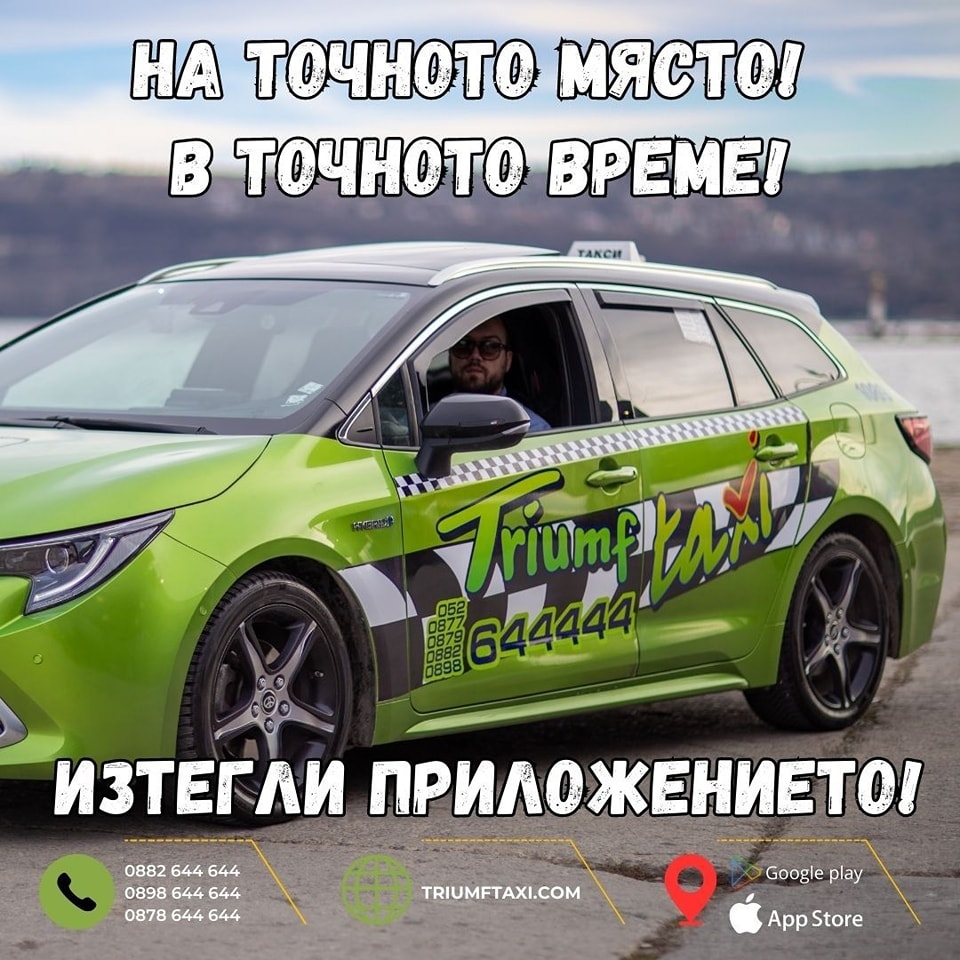 НА ТОЧНОТО МЯСТО!
В ТОЧНОТО ВРЕМЕ!
ТАКСИ
HYBRID
Triumf taxi
052
0877
0879
0882
0898
644444
ИЗТЕГЛИ ПРИЛОЖЕНИЕТО!
0882 644 644
0898 644 644
0878 644 644
TRIUMFTAXI.COM
Google play
App Store